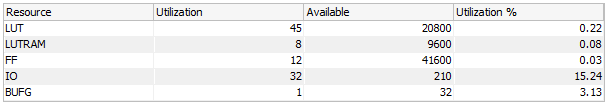 Resource Utilization Available Utilization %
LUT 45 20800 0.22
LUTRAM 8 9600 0.08
FF 12 41600 0.03
IO 32 210 15.24
BUFG 1 32 3.13